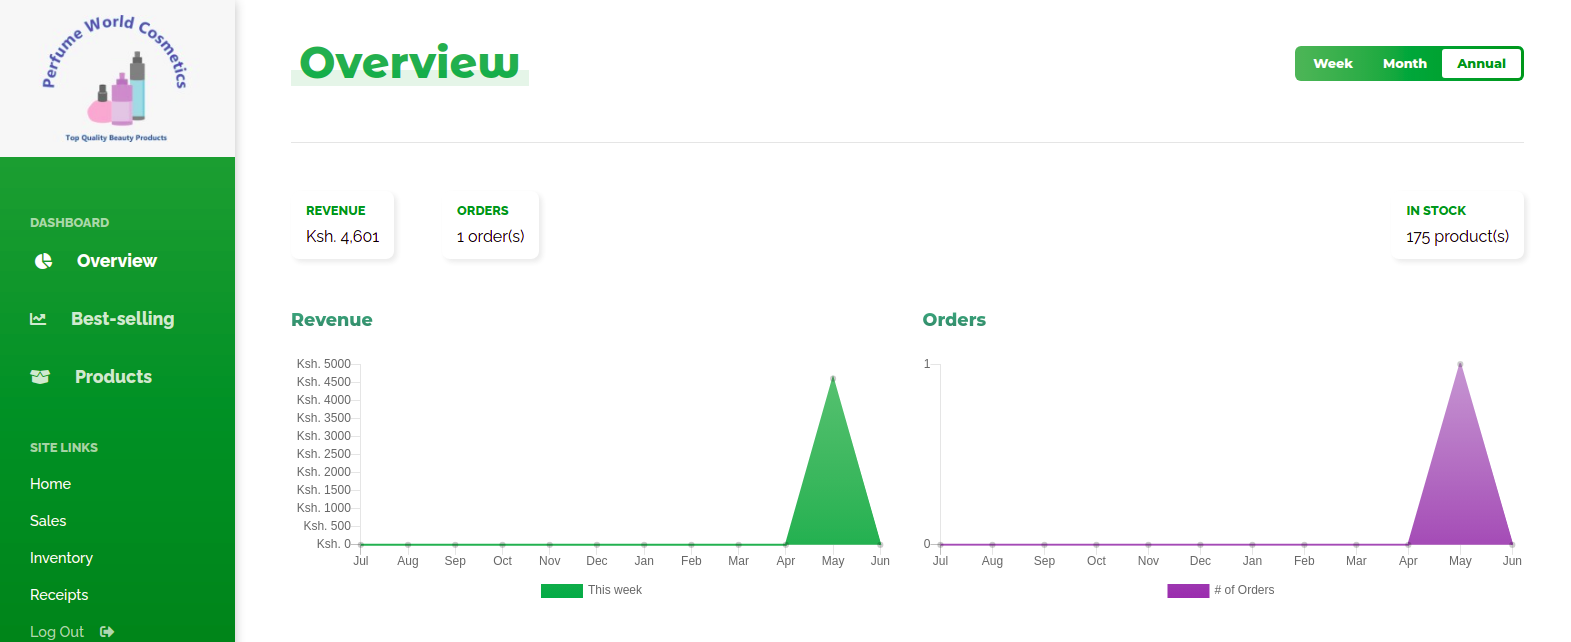 Perfume World Cosmetics
Top Quality Beauty Products
DASHBOARD
Overview
Best-selling
Products
SITE LINKS
Home
Sales
Inventory
Receipts
Log Out
Overview
Week Month Annual
REVENUE
Ksh. 4,601
ORDERS
1 order(s)
IN STOCK
175 product(s)
Revenue
Ksh. 5000
Ksh. 4500
Ksh. 4000
Ksh. 3500
Ksh. 3000
Ksh. 2500
Ksh. 2000
Ksh. 1500
Ksh. 1000
Ksh. 500
Ksh. 0
Jul Aug Sep Oct Nov Dec Jan Feb Mar Apr May Jun
This week
Orders
1
0
Jul Aug Sep Oct Nov Dec Jan Feb Mar Apr May Jun
# of Orders